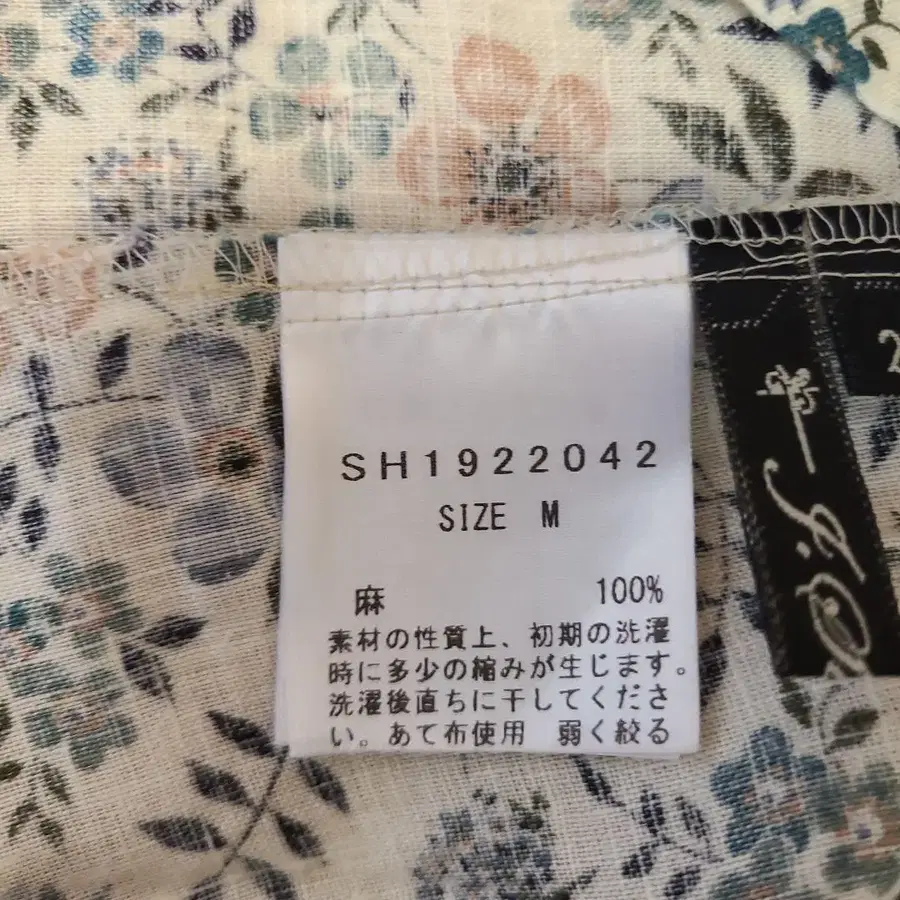 SH1922042
SIZE M
麻 100%
素材の性質上、初期の洗濯
時に多少の縮みが生じます。
洗濯後直ちに干してくださ
い。あて布使用 弱く絞る
2